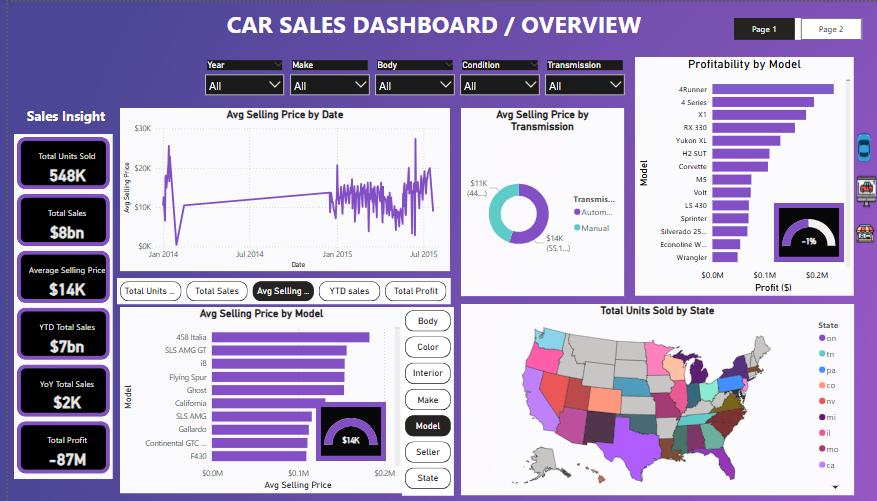 CAR SALES DASHBOARD / OVERVIEW
Page 1
Page 2
Year
Make
Body
Condition
Transmission
All
All
All
All
All
Sales Insight
Total Units Sold
548K
Total Sales
$8bn
Average Selling Price
$14K
YTD Total Sales
$7bn
YoY Total Sales
$2K
Total Profit
-87M
Avg Selling Price by Date
Avg Selling Price
$30K
$20K
$10K
$0K
Jan 2014
Jul 2014
Jan 2015
Jul 2015
Date
Avg Selling Price by
Transmission
$11K
(44...)
$14K
(55.1...)
Transmis...
Autom...
Manual
Profitability by Model
Model
4Runner
4 Series
X1
RX 330
Yukon XL
H2 SUT
Corvette
M5
Volt
LS 430
Sprinter
Silverado 25...
Econoline W...
Wrangler
$0.0M
$0.1M
$0.2M
Profit ($)
-1%
Total Units ...
Total Sales
Avg Selling ...
YTD sales
Total Profit
Avg Selling Price by Model
Model
458 Italia
SLS AMG GT
i8
Flying Spur
Ghost
California
SLS AMG
Gallardo
Continental GTC ...
F430
$0.0M
$0.1M
$0.2M
Avg Selling Price
$14K
Body
Color
Interior
Make
Model
Seller
State
Total Units Sold by State
State
on
tn
pa
co
nv
mi
il
mo
ca